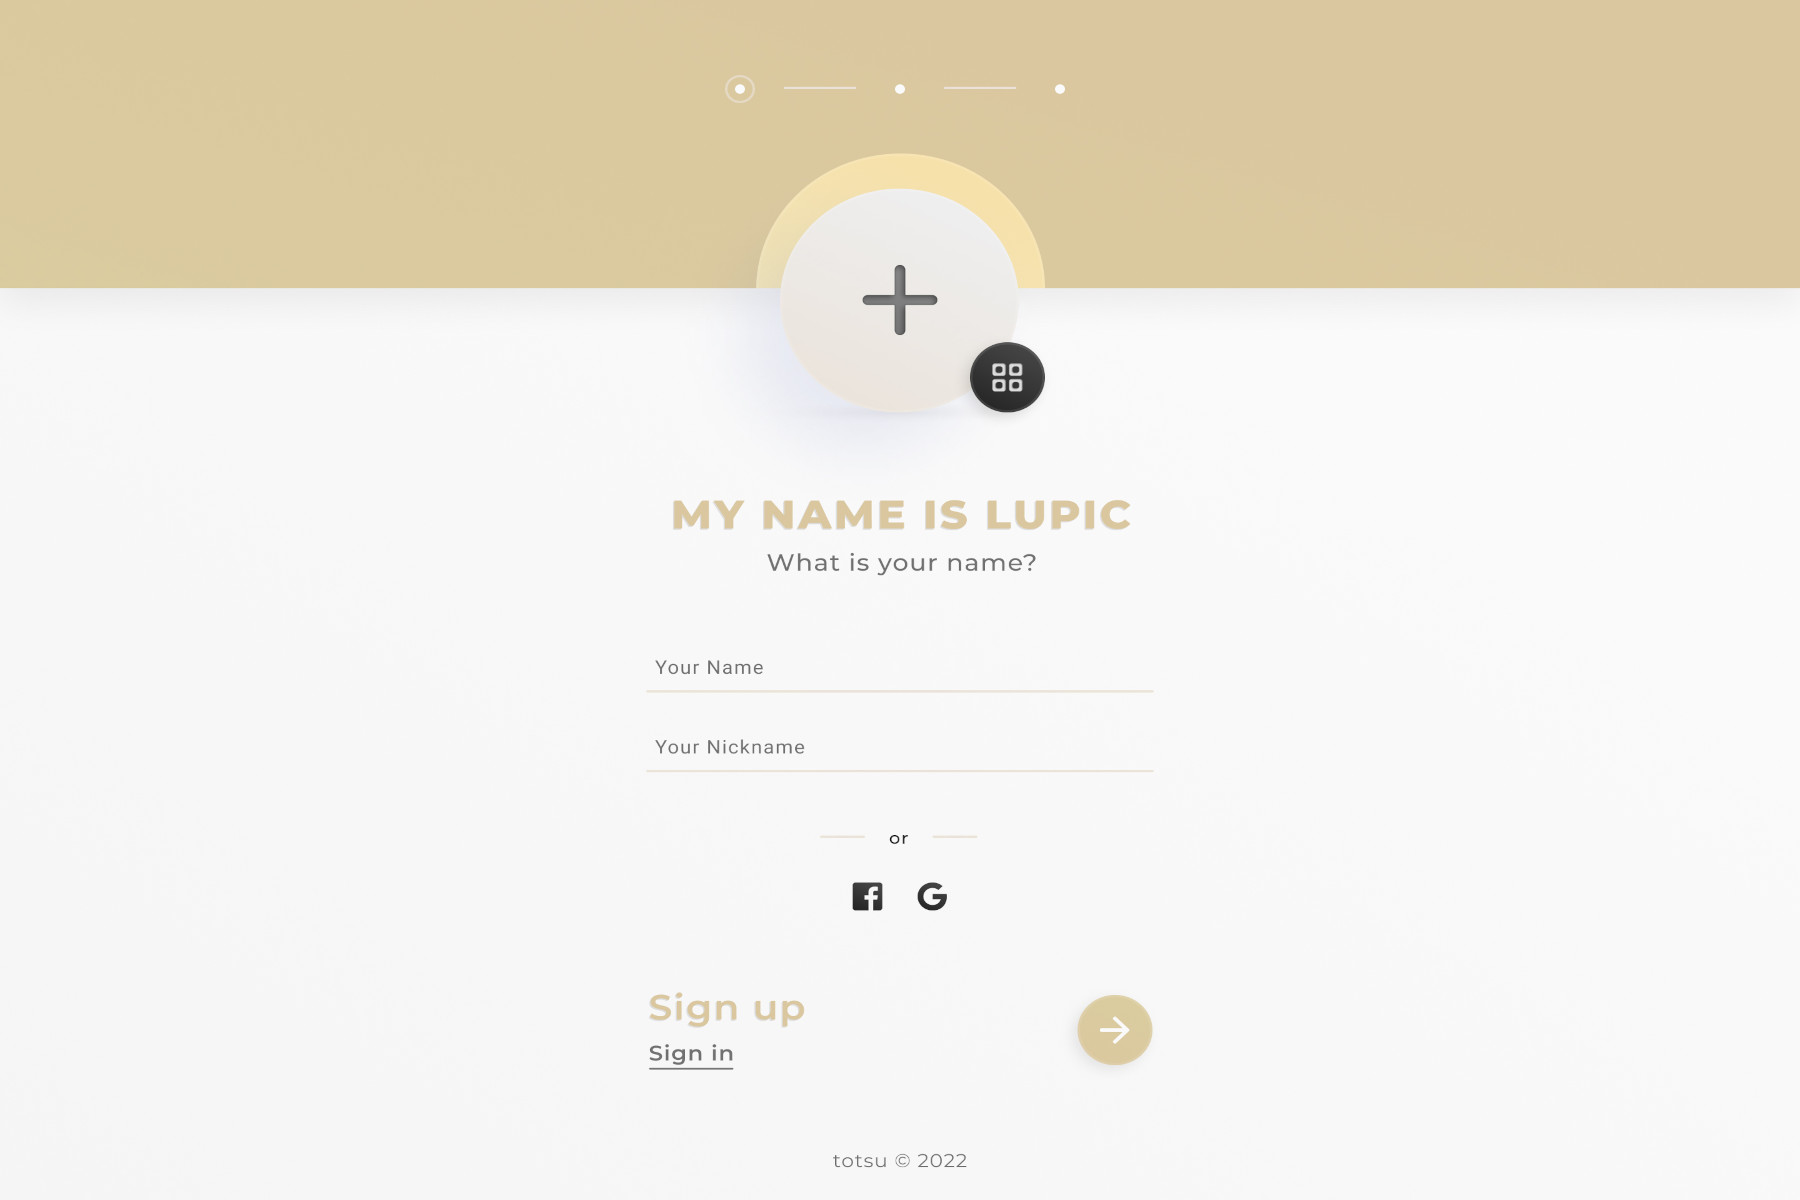 MY NAME IS LUPIC
What is your name?
Your Name
Your Nickname
or
Sign up
Sign in
totsu © 2022